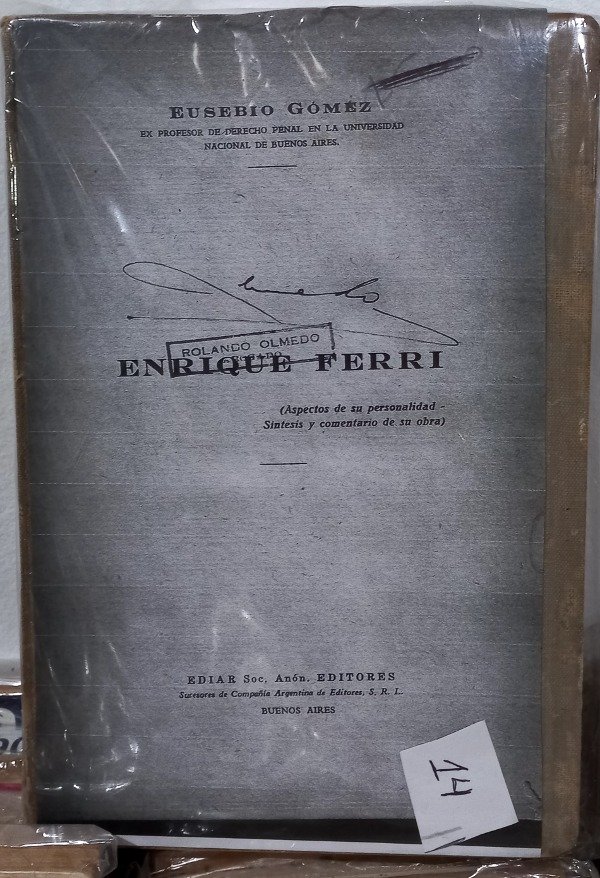 EUSEBIO GÓMEZ
EX PROFESOR DE DERECHO PENAL EN LA UNIVERSIDAD
NACIONAL DE BUENOS AIRES.
Olmedo
ROLANDO OLMEDO
ABOGADO
ENRIQUE FERRI
(Aspectos de su personalidad -
Síntesis y comentario de su obra)
EDIAR Soc. Anón. EDITORES
Sucesores de Compañía Argentina de Editores, S. R. L.
BUENOS AIRES
14